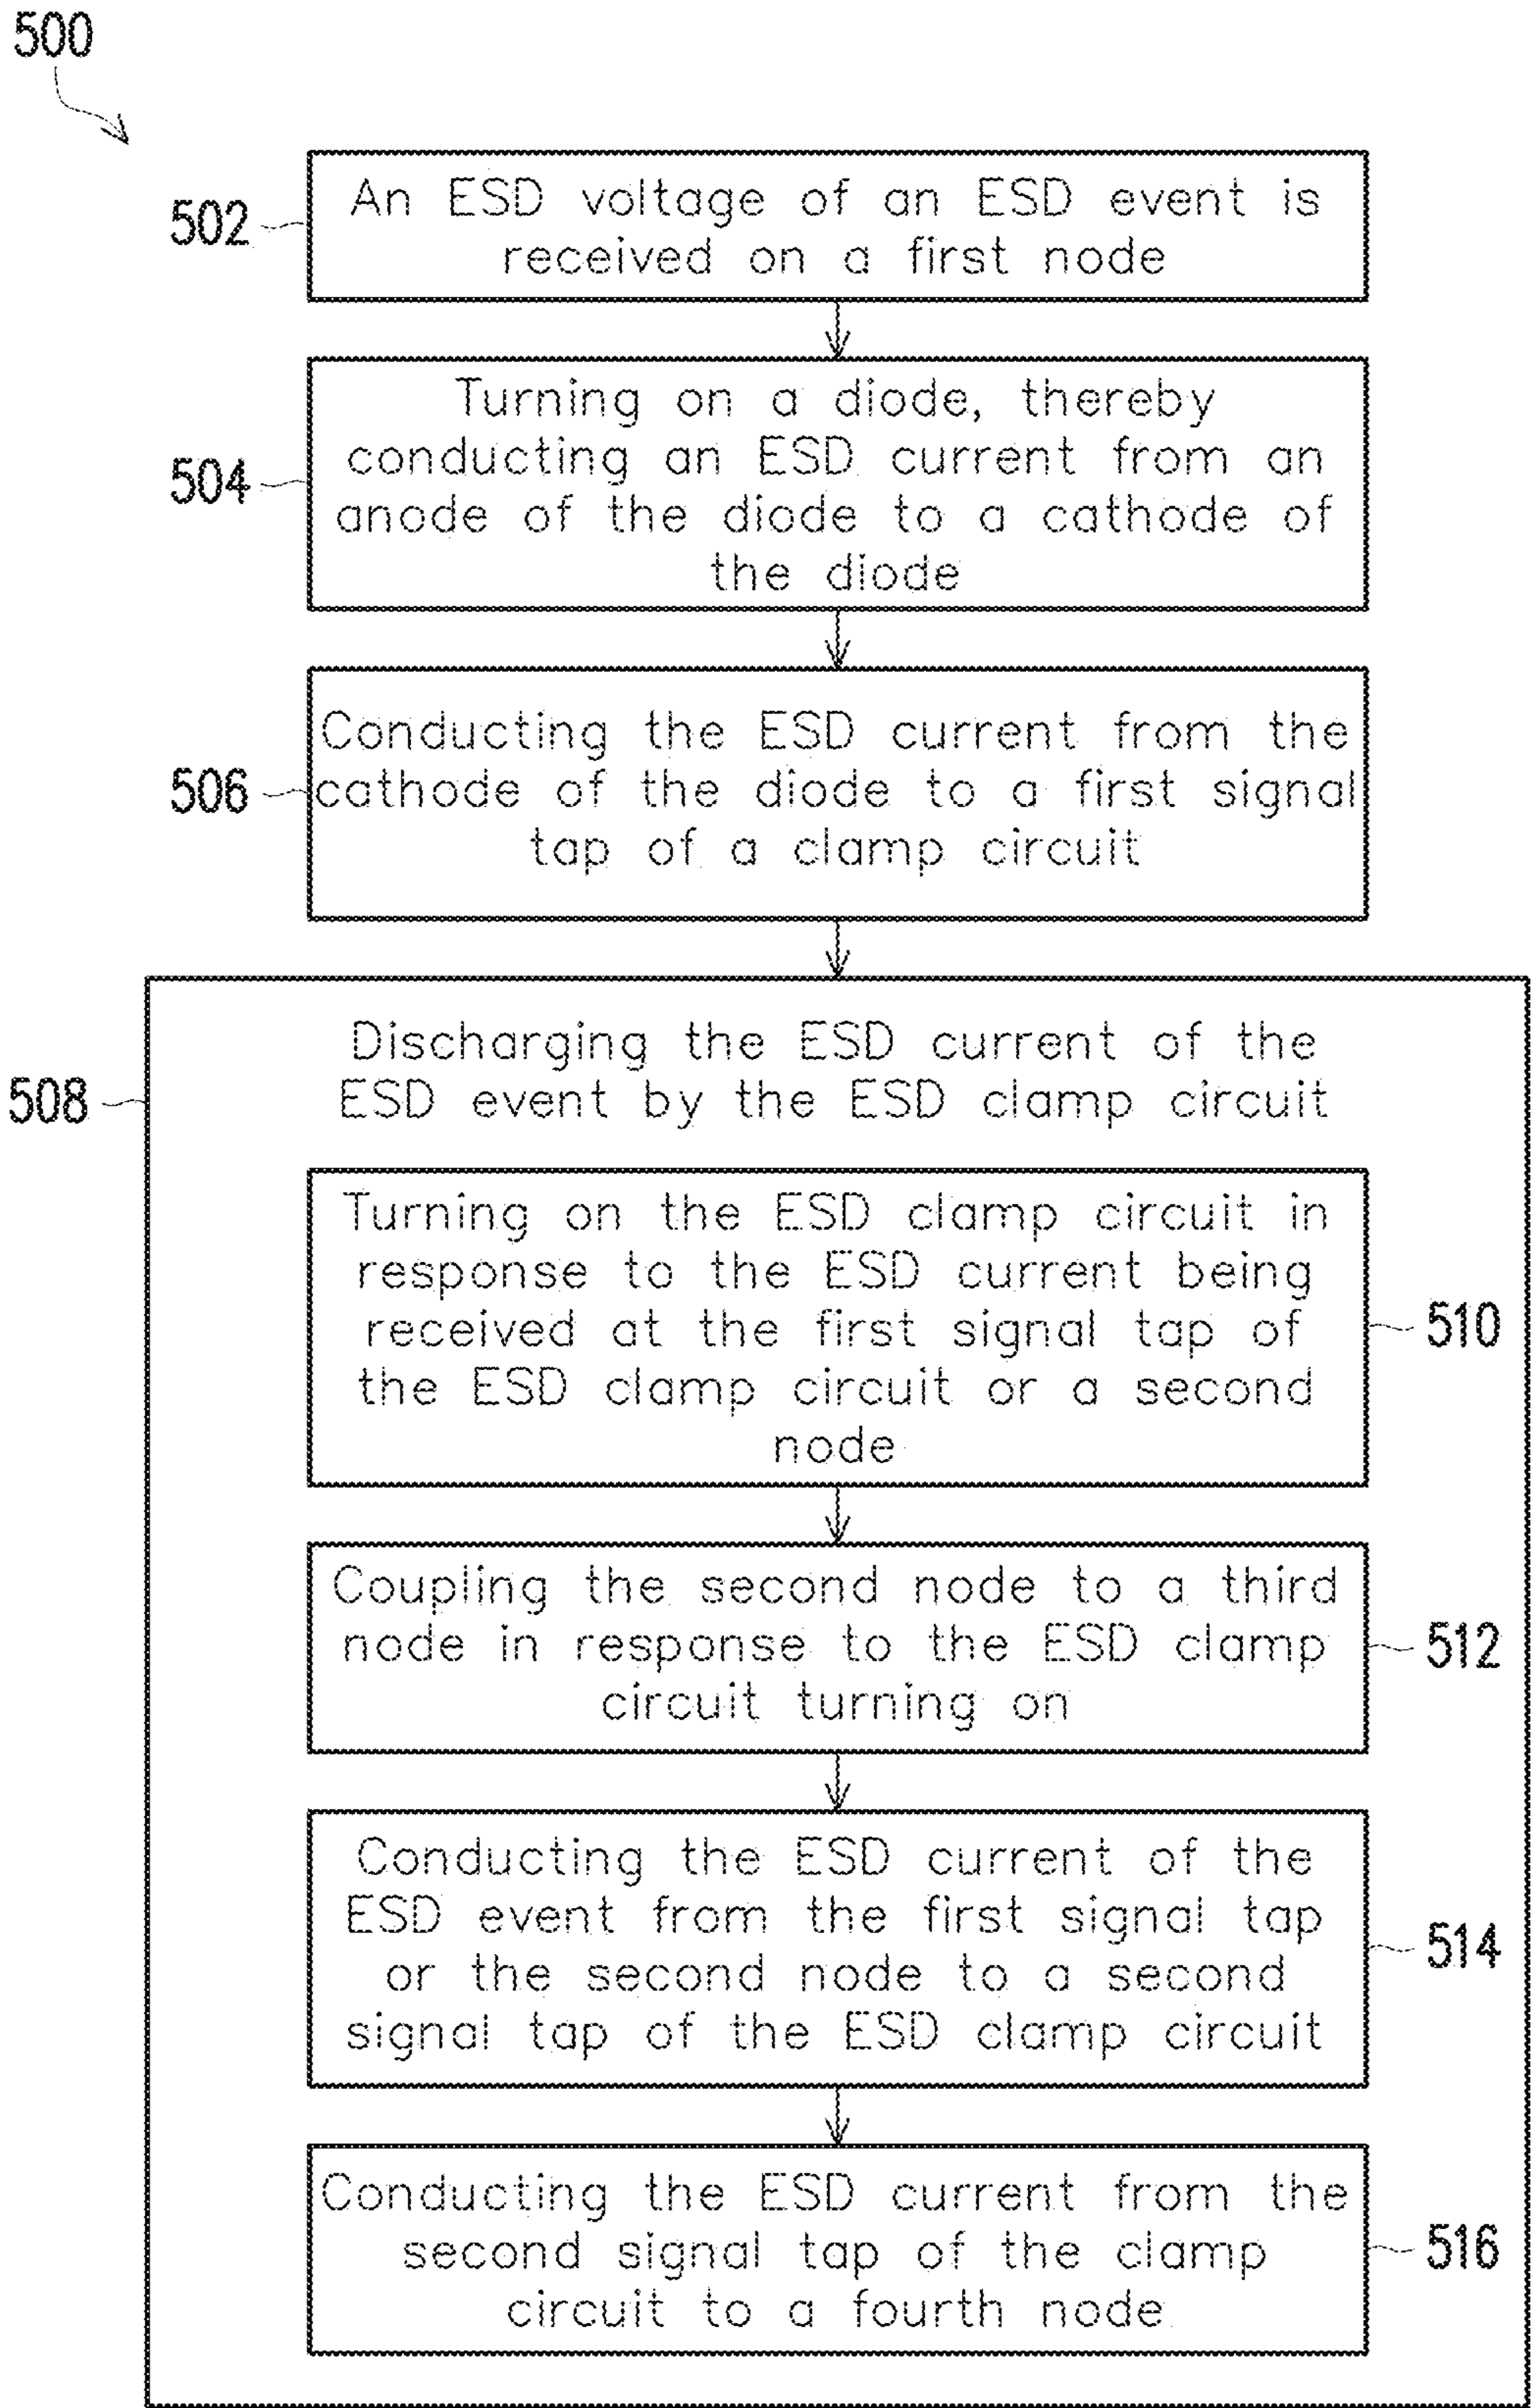 500
502
An ESD voltage of an ESD event is
received on a first node
504
Turning on a diode, thereby
conducting an ESD current from an
anode of the diode to a cathode of
the diode
506
Conducting the ESD current from the
cathode of the diode to a first signal
tap of a clamp circuit
508
Discharging the ESD current of the
ESD event by the ESD clamp circuit
Turning on the ESD clamp circuit in
response to the ESD current being
received at the first signal tap of
the ESD clamp circuit or a second
node
510
Coupling the second node to a third
node in response to the ESD clamp
circuit turning on
512
Conducting the ESD current of the
ESD event from the first signal tap
or the second node to a second
signal tap of the ESD clamp circuit
514
Conducting the ESD current from the
second signal tap of the clamp
circuit to a fourth node
516